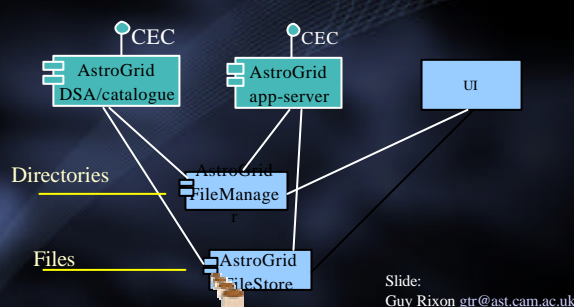 CEC
CEC
AstroGrid
DSA/catalogue
AstroGrid
app-server
UI
Directories
AstroGrid
FileManage
r
Files
AstroGrid
FileStore
Slide:
Guy Rixon gtr@ast.cam.ac.uk